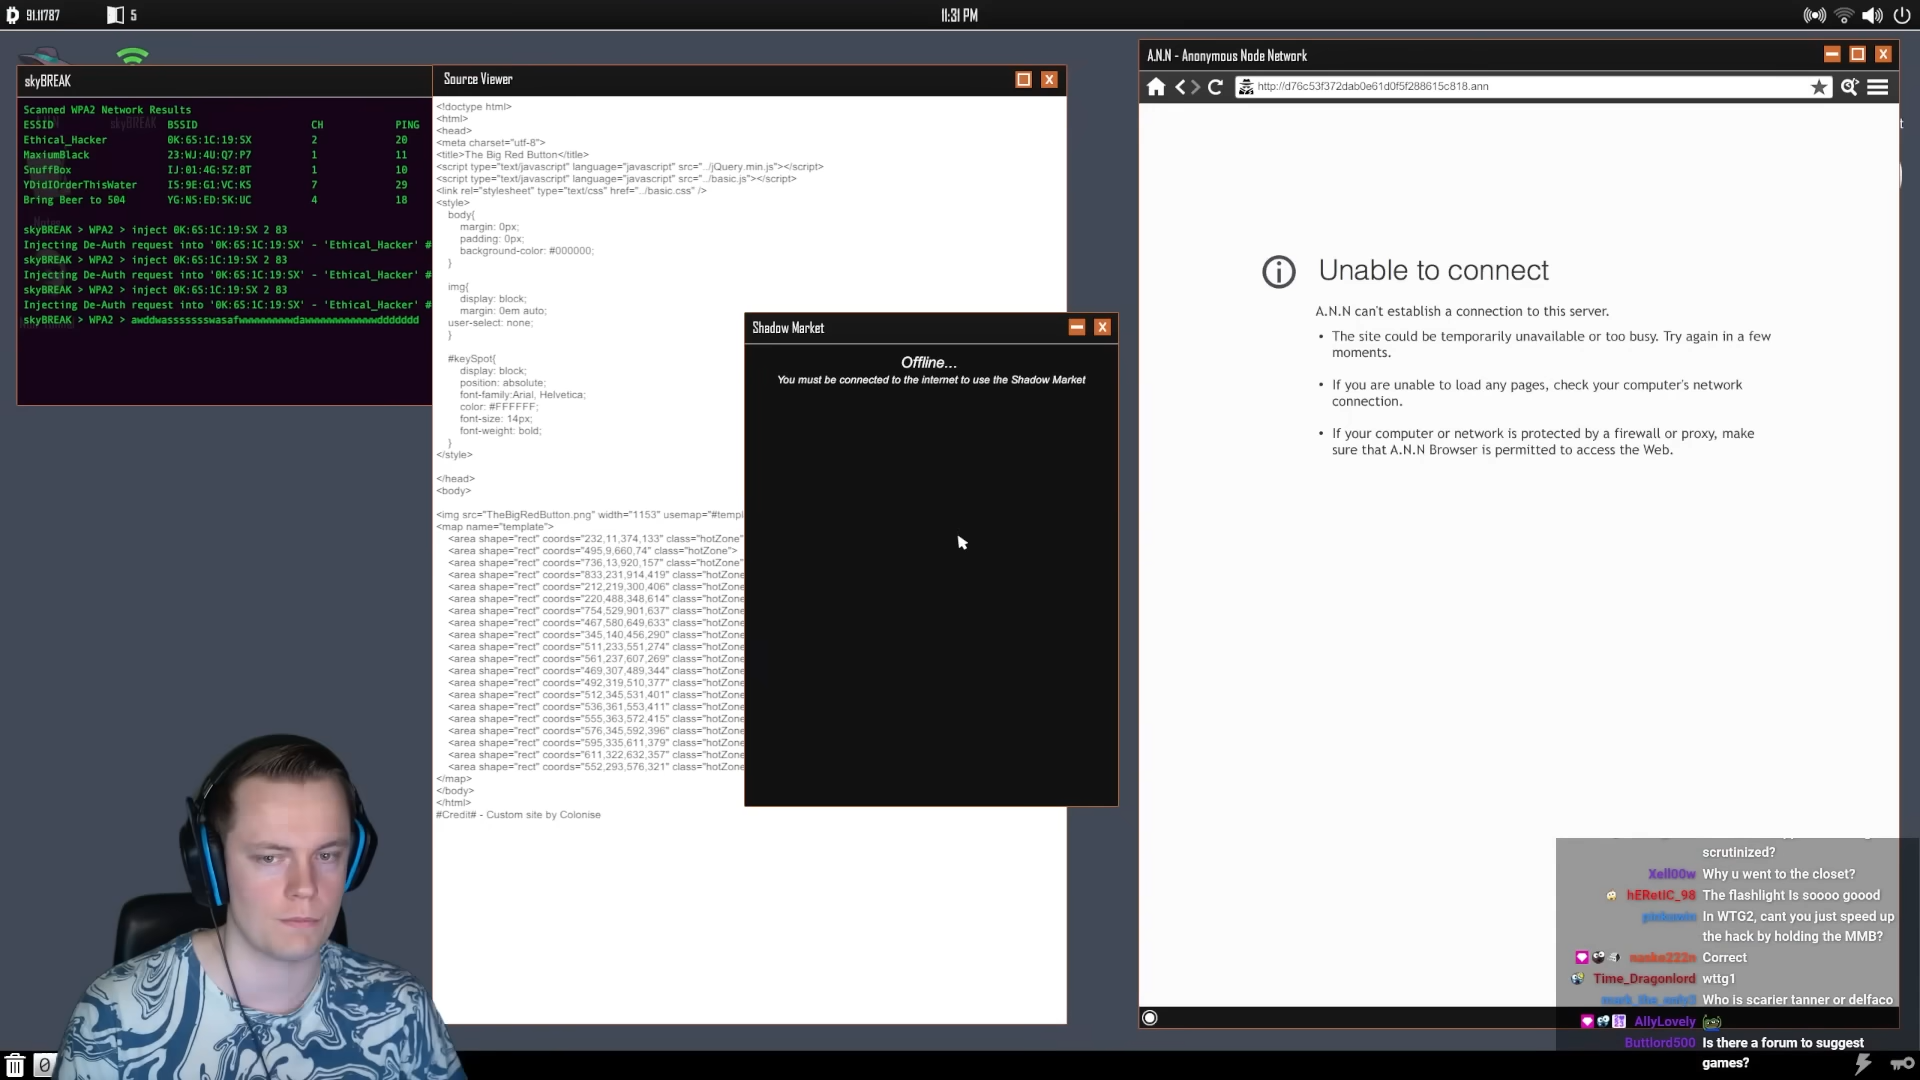 91.11787
5
11:31 PM
skyBREAK
Scanned WPA2 Network Results
ESSID BSSID CH PING
Ethical_Hacker 0K:6S:1C:19:SX 2 20
MaxiumBlack 23:WJ:4U:Q7:P7 1 11
SnuffBox IJ:01:4G:5Z:8T 1 10
YDidIOrderThisWater IS:9E:G1:VC:K5 7 29
Bring Beer to 504 YG:NS:ED:SK:UC 4 18
skyBREAK > WPA2 > inject 0K:6S:1C:19:SX 2 83
Injecting De-Auth request into '0K:6S:1C:19:SX' - 'Ethical_Hacker' #
skyBREAK > WPA2 > inject 0K:6S:1C:19:SX 2 83
Injecting De-Auth request into '0K:6S:1C:19:SX' - 'Ethical_Hacker' #
skyBREAK > WPA2 > inject 0K:6S:1C:19:SX 2 83
Injecting De-Auth request into '0K:6S:1C:19:SX' - 'Ethical_Hacker' #
skyBREAK > WPA2 >
Source Viewer
<!doctype html>
<html>
<head>
<meta charset="utf-8">
<title>The Big Red Button</title>
<script type="text/javascript" language="javascript" src="../jQuery.min.js"></script>
<script type="text/javascript" language="javascript" src="../basic.js"></script>
<link rel="stylesheet" type="text/css" href="../basic.css" />
<style>
body{
margin: 0px;
padding: 0px;
background-color: #000000;
}
img{
display: block;
margin: 0em auto;
user-select: none;
}
#keySpot{
display: block;
position: absolute;
font-family:Arial, Helvetica;
color: #FFFFFF;
font-size: 14px;
font-weight: bold;
}
</style>
</head>
<body>
<img src="TheBigRedButton.png" width="1153" usemap="#templ
<map name="template">
<area shape="rect" coords="232,11,374,133" class="hotZone"
<area shape="rect" coords="495,9,660,74" class="hotZone">
<area shape="rect" coords="736,13,920,157" class="hotZone"
<area shape="rect" coords="833,231,914,419" class="hotZone
<area shape="rect" coords="212,219,300,406" class="hotZone
<area shape="rect" coords="220,488,348,614" class="hotZone
<area shape="rect" coords="754,529,901,637" class="hotZone
<area shape="rect" coords="467,580,649,633" class="hotZone
<area shape="rect" coords="345,140,456,290" class="hotZone
<area shape="rect" coords="511,233,551,274" class="hotZone
<area shape="rect" coords="561,237,607,269" class="hotZone
<area shape="rect" coords="469,307,489,344" class="hotZone
<area shape="rect" coords="492,319,510,377" class="hotZone
<area shape="rect" coords="512,345,531,401" class="hotZone
<area shape="rect" coords="536,361,553,411" class="hotZone
<area shape="rect" coords="555,363,572,415" class="hotZone
<area shape="rect" coords="576,345,592,396" class="hotZone
<area shape="rect" coords="595,335,611,379" class="hotZone
<area shape="rect" coords="611,322,632,357" class="hotZone
<area shape="rect" coords="552,293,576,321" class="hotZone
</map>
</body>
</html>
#Credit# - Custom site by Colonise
Shadow Market
Offline...
You must be connected to the internet to use the Shadow Market
A.N.N - Anonymous Node Network
http://d76c53f372dab0e61d0f5f288615c818.ann
Unable to connect
A.N.N can't establish a connection to this server.
• The site could be temporarily unavailable or too busy. Try again in a few
moments.
• If you are unable to load any pages, check your computer's network
connection.
• If your computer or network is protected by a firewall or proxy, make
sure that A.N.N Browser is permitted to access the Web.
scrutinized?
Xell00w Why u went to the closet?
hERetIC_98 The flashlight Is soooo goood
In WTG2, cant you just speed up
the hack by holding the MMB?
Correct
Time_Dragonlord wttg1
Who is scarier tanner or delfaco
AllyLovely
Buttlord500 Is there a forum to suggest
games?
0